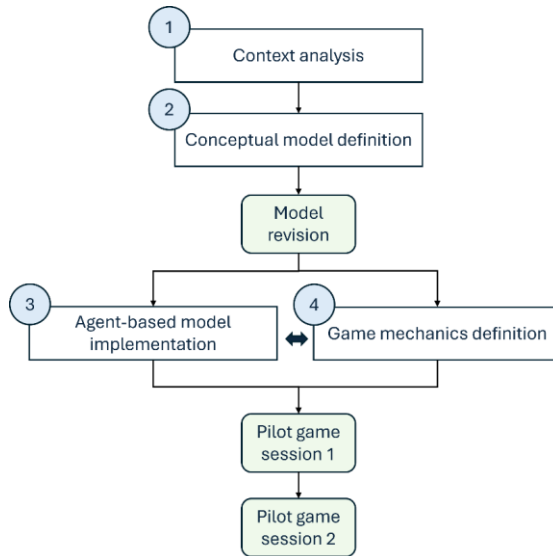 1
Context analysis
2
Conceptual model definition
Model
revision
3
Agent-based model
implementation
4
Game mechanics definition
Pilot game
session 1
Pilot game
session 2